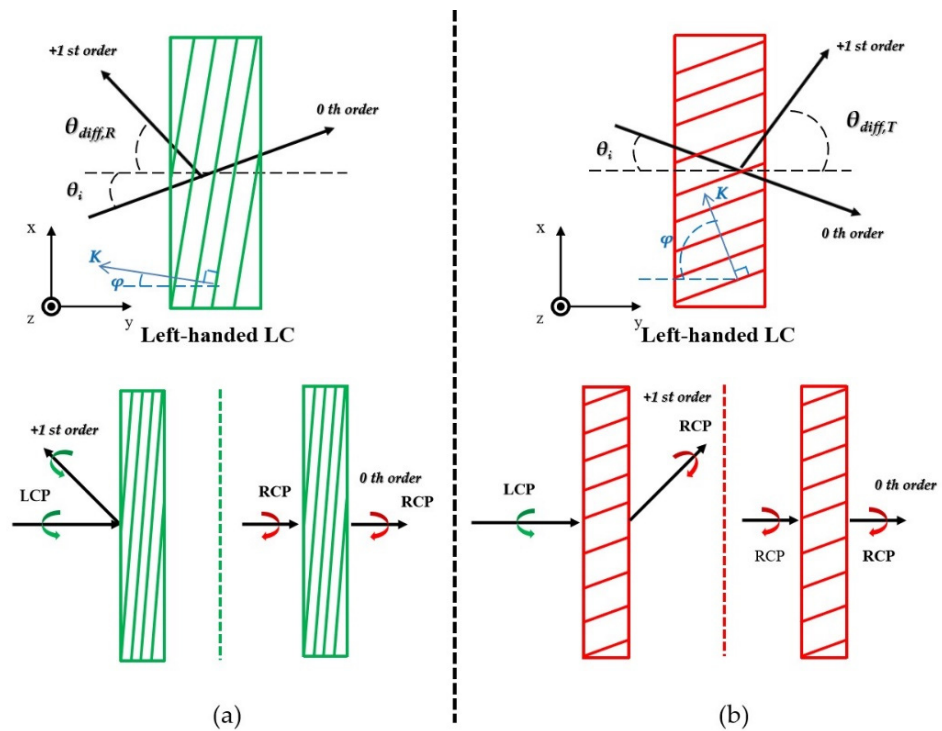 +1 st order
0 th order
θdiff,R
θi
K
φ
x
z
y
Left-handed LC
+1 st order
θi
θdiff,T
0 th order
K
φ
x
z
y
Left-handed LC
+1 st order
LCP
RCP
0 th order
RCP
+1 st order
RCP
LCP
0 th order
RCP
RCP
(a)
(b)